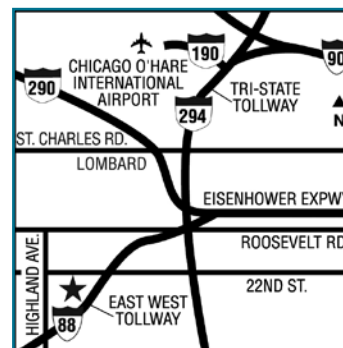 190
90
CHICAGO O'HARE
INTERNATIONAL
AIRPORT
290
TRI-STATE
TOLLWAY
294
N
ST. CHARLES RD.
LOMBARD
EISENHOWER EXPW
ROOSEVELT RD
HIGHLAND AVE.
22ND ST.
EAST WEST
TOLLWAY
88